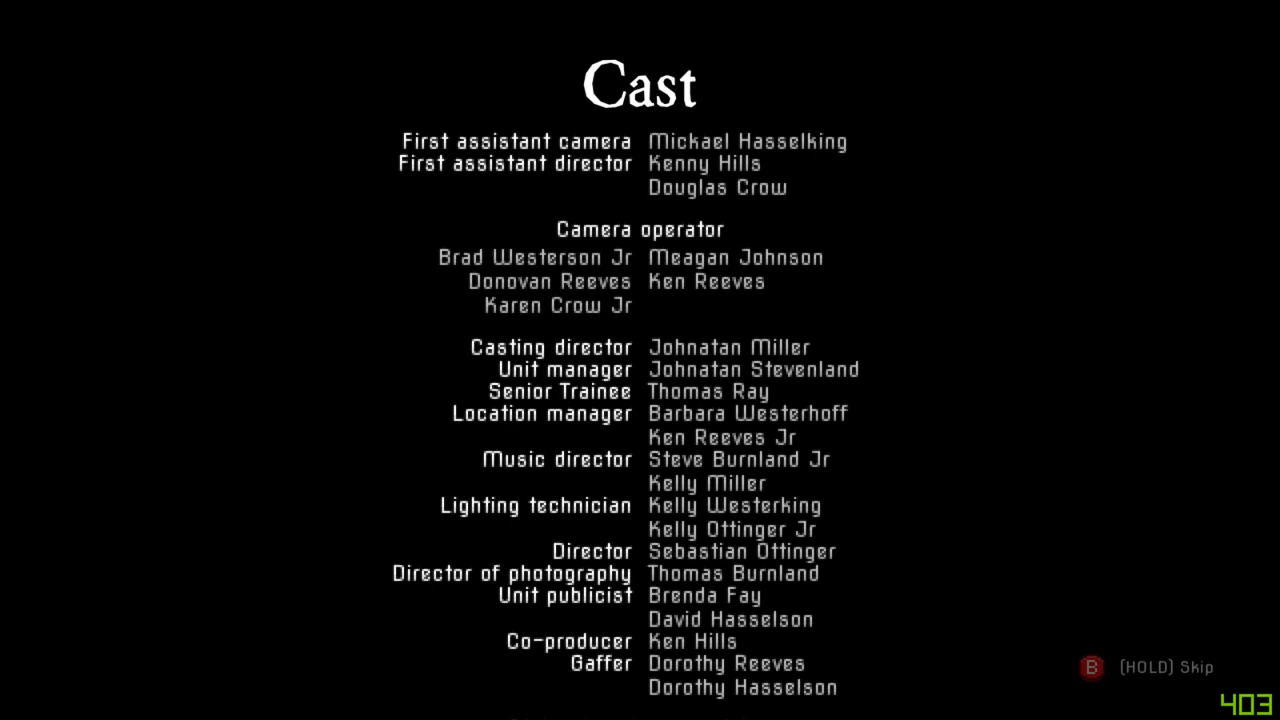 Cast
First assistant camera Mickael Hasselking
First assistant director Kenny Hills
Douglas Crow
Camera operator
Brad Westerson Jr Meagan Johnson
Donovan Reeves Ken Reeves
Karen Crow Jr
Casting director Johnatan Miller
Unit manager Johnatan Stevenland
Senior Trainee Thomas Ray
Location manager Barbara Westerhoff
Ken Reeves Jr
Music director Steve Burnland Jr
Kelly Miller
Lighting technician Kelly Westerking
Kelly Ottinger Jr
Director Sebastian Ottinger
Director of photography Thomas Burnland
Unit publicist Brenda Fay
David Hasselson
Co-producer Ken Hills
Gaffer Dorothy Reeves
Dorothy Hasselson
B (HOLD) Skip
403